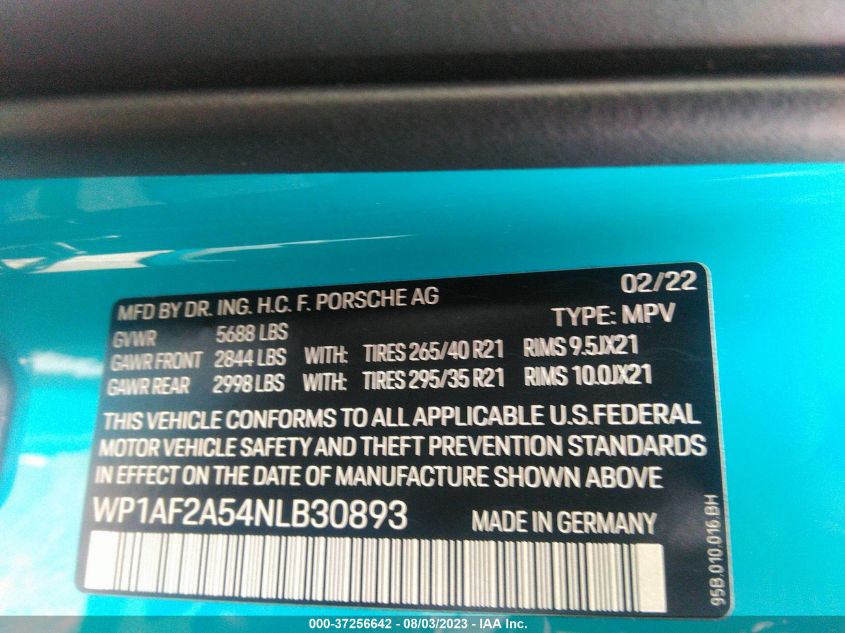 02/22
MFD BY DR. ING. H.C. F. PORSCHE AG
TYPE: MPV
GVWR 5688 LBS
GAWR FRONT 2844 LBS WITH: TIRES 265/40 R21 RIMS 9.5JX21
GAWR REAR 2998 LBS WITH: TIRES 295/35 R21 RIMS 10.0JX21
THIS VEHICLE CONFORMS TO ALL APPLICABLE U.S.FEDERAL
MOTOR VEHICLE SAFETY AND THEFT PREVENTION STANDARDS
IN EFFECT ON THE DATE OF MANUFACTURE SHOWN ABOVE
WP1AF2A54NLB30893 MADE IN GERMANY
95B.010.016.BH
000-37256642 - 08/03/2023 - IAA Inc.